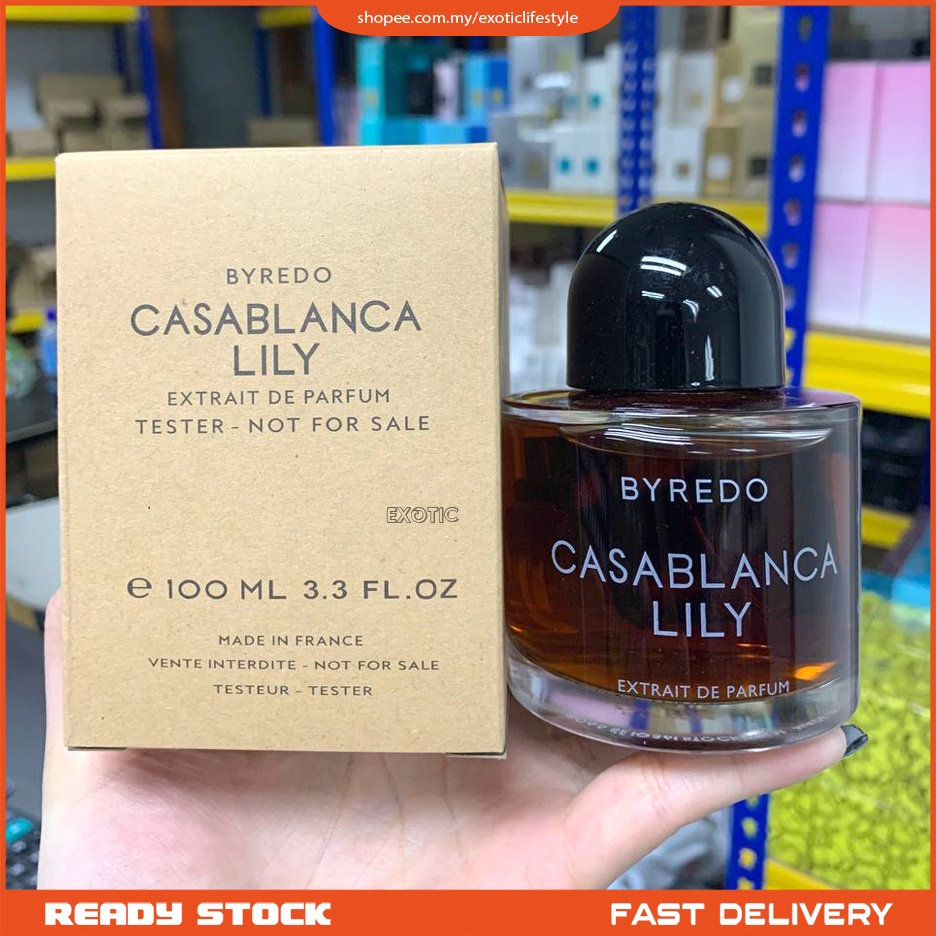 shopee.com.my/exoticlifestyle
BYREDO
CASABLANCA
LILY
EXTRAIT DE PARFUM
TESTER - NOT FOR SALE
EXOTIC
e 100 ML 3.3 FL.OZ
MADE IN FRANCE
VENTE INTERDITE - NOT FOR SALE
TESTEUR - TESTER
BYREDO
CASABLANCA
LILY
EXTRAIT DE PARFUM
READY STOCK
FAST DELIVERY